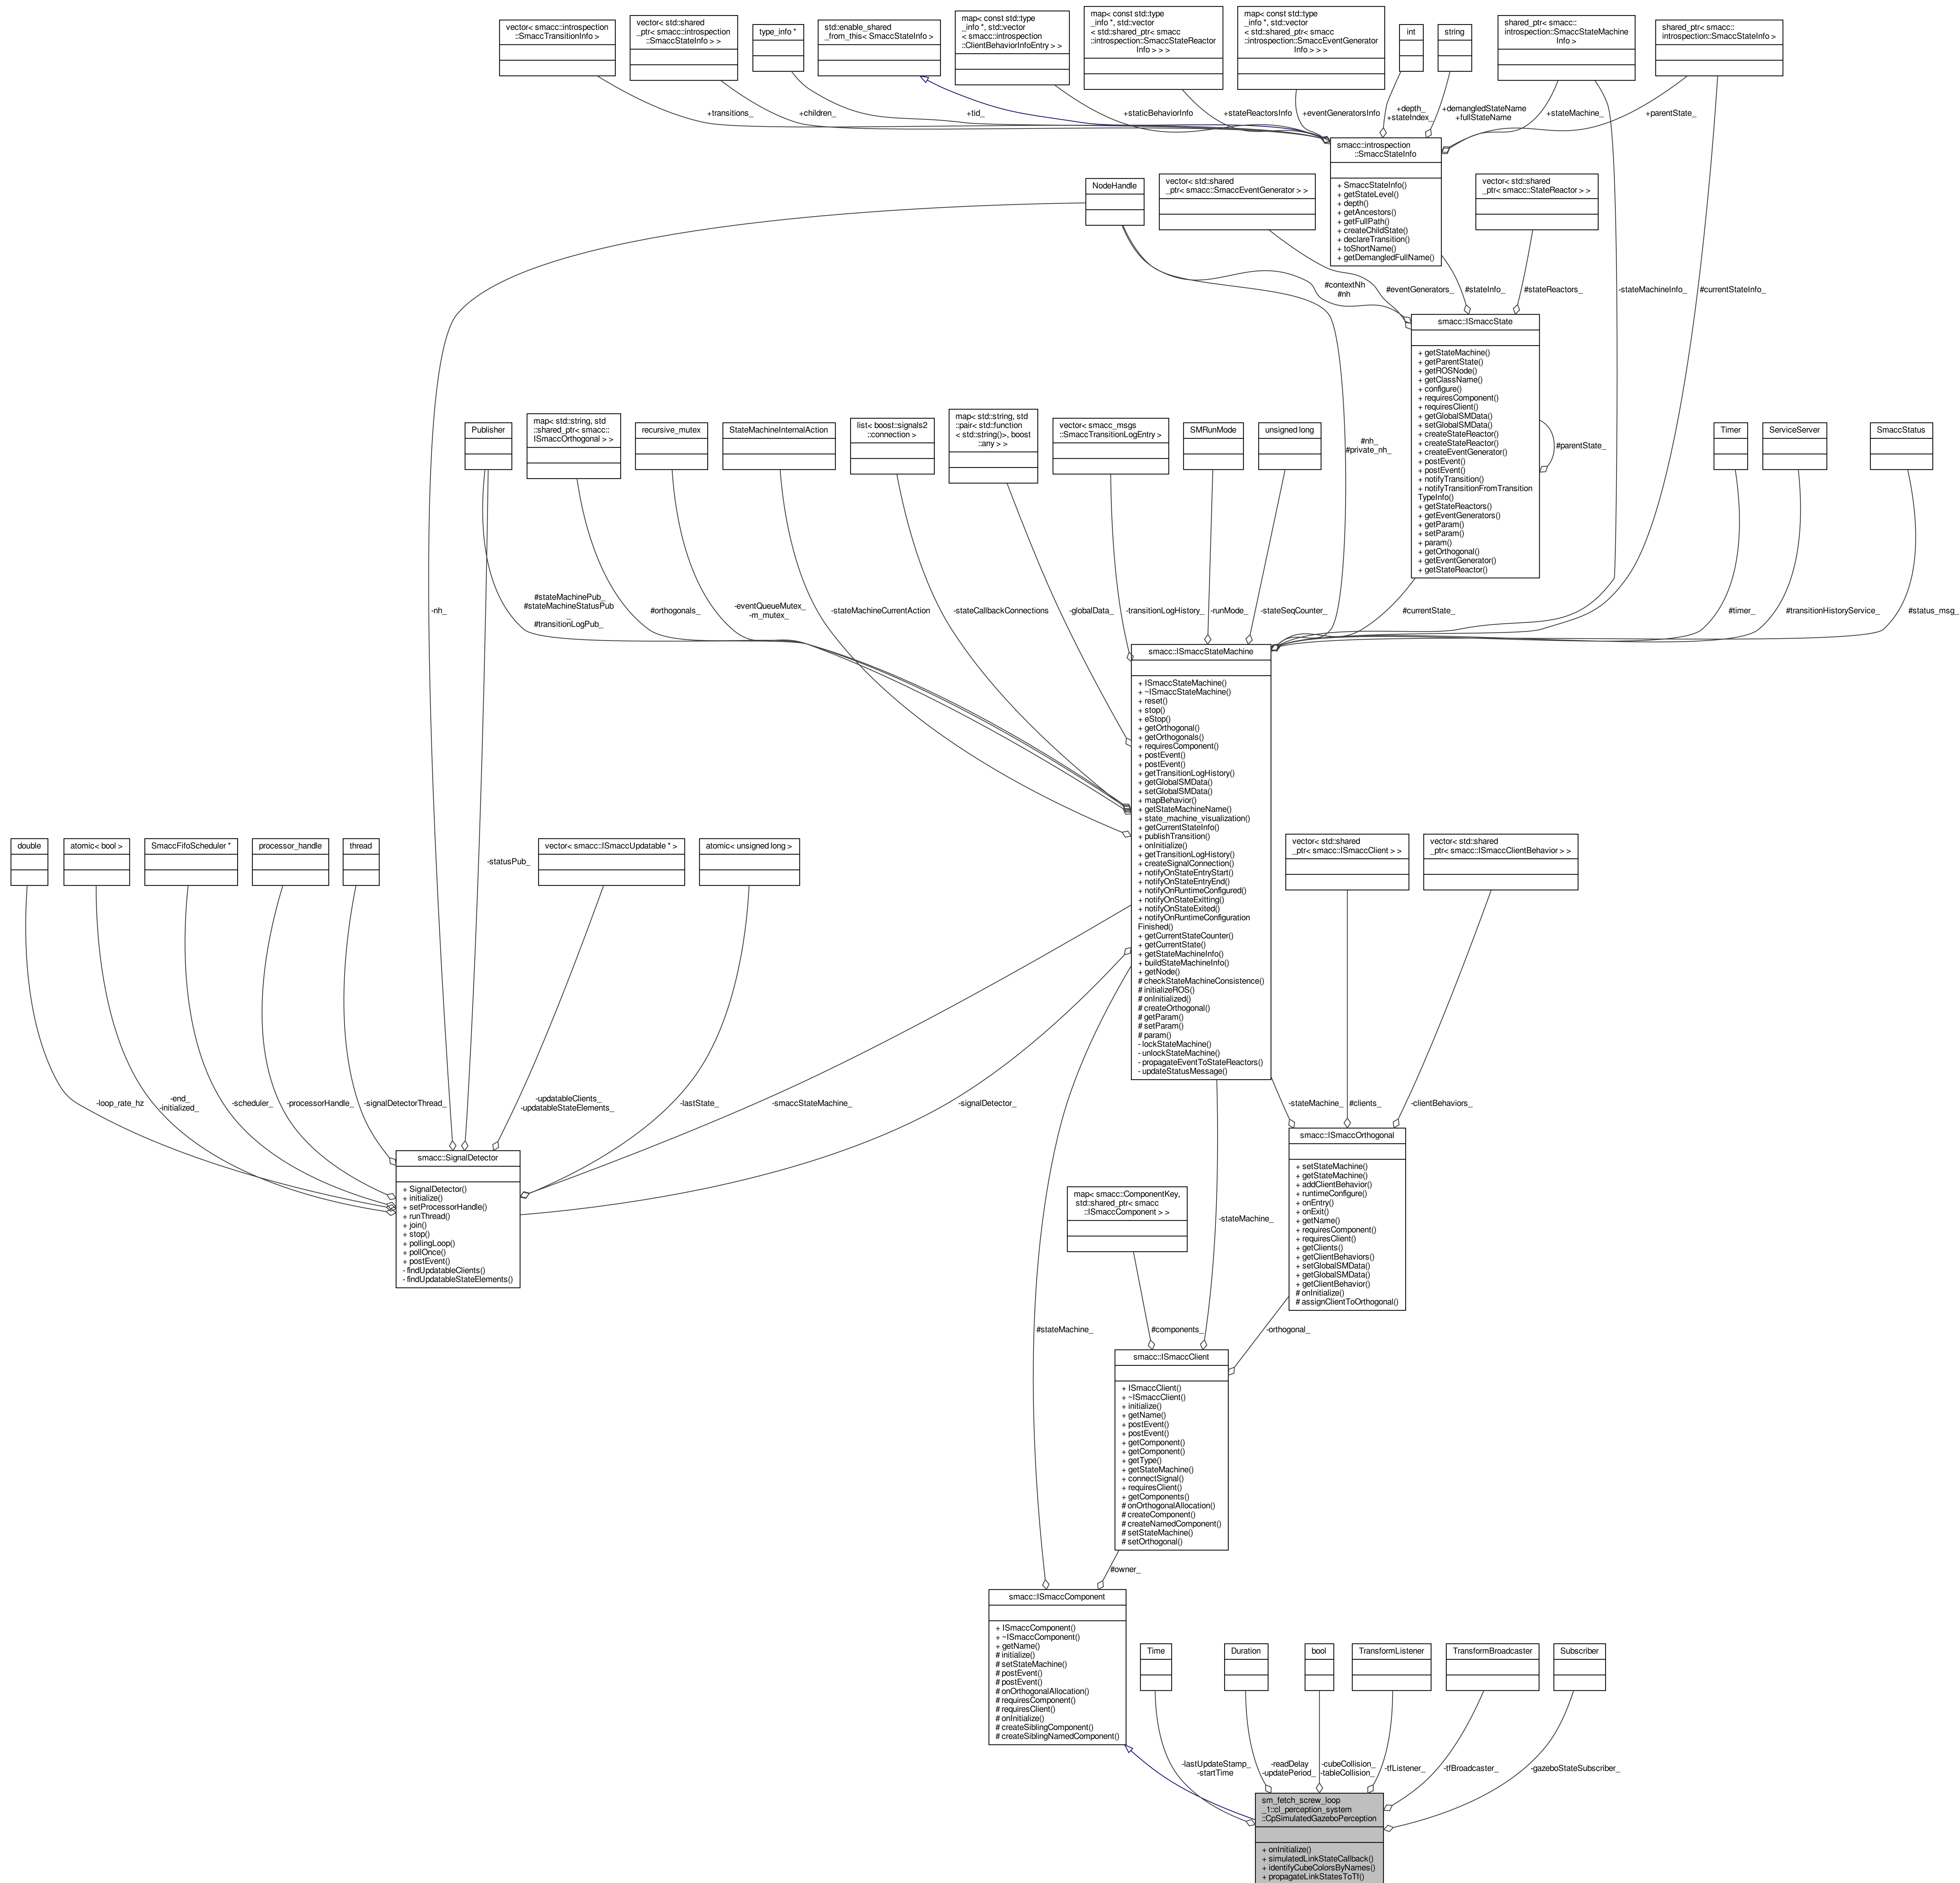 vector< smacc::introspection
::SmaccTransitionInfo >
vector< std::shared
_ptr< smacc::introspection
::SmaccStateInfo > >
type_info *
std::enable_shared
_from_this< SmaccStateInfo >
map< const std::type
_info *, std::vector
< smacc::introspection
::ClientBehaviorInfoEntry > >
map< const std::type
_info *, std::vector
< std::shared_ptr< smacc
::introspection::SmaccStateReactor
Info > > >
map< const std::type
_info *, std::vector
< std::shared_ptr< smacc
::introspection::SmaccEventGenerator
Info > > >
int
string
shared_ptr< smacc::
introspection::SmaccStateMachine
Info >
shared_ptr< smacc::
introspection::SmaccStateInfo >
+transitions_
+children_
+tid_
+staticBehaviorInfo
+stateReactorsInfo
+eventGeneratorsInfo
+depth_
+stateIndex_
+demangledStateName
+fullStateName
+stateMachine_
+parentState_
smacc::introspection
::SmaccStateInfo
+ SmaccStateInfo()
+ getStateLevel()
+ depth()
+ getAncestors()
+ getFullPath()
+ createChildState()
+ declareTransition()
+ toShortName()
+ getDemangledFullName()
NodeHandle
vector< std::shared
_ptr< smacc::SmaccEventGenerator > >
vector< std::shared
_ptr< smacc::StateReactor > >
#contextNh
#nh
#eventGenerators_
#stateInfo_
#stateReactors_
-stateMachineInfo_
#currentStateInfo_
smacc::ISmaccState
+ getStateMachine()
+ getParentState()
+ getROSNode()
+ getClassName()
+ configure()
+ requiresComponent()
+ requiresClient()
+ getGlobalSMData()
+ setGlobalSMData()
+ createStateReactor()
+ createStateReactor()
+ createEventGenerator()
+ postEvent()
+ postEvent()
+ notifyTransition()
+ notifyTransitionFromTransition
TypeInfo()
+ getStateReactors()
+ getEventGenerators()
+ getParam()
+ setParam()
+ param()
+ getOrthogonal()
+ getEventGenerator()
+ getStateReactor()
#parentState_
Publisher
map< std::string, std
::shared_ptr< smacc::
ISmaccOrthogonal > >
recursive_mutex
StateMachineInternalAction
list< boost::signals2
::connection >
map< std::string, std
::pair< std::function
< std::string()>, boost
::any > >
vector< smacc_msgs
::SmaccTransitionLogEntry >
SMRunMode
unsigned long
#nh_
#private_nh_
Timer
ServiceServer
SmaccStatus
-nh_
#stateMachinePub_
#stateMachineStatusPub
_
#transitionLogPub_
#orthogonals_
-eventQueueMutex_
-m_mutex_
-stateMachineCurrentAction
-stateCallbackConnections
-globalData_
-transitionLogHistory_
-runMode_
-stateSeqCounter_
#currentState_
#timer_
#transitionHistoryService_
#status_msg_
smacc::ISmaccStateMachine
+ ISmaccStateMachine()
+ ~ISmaccStateMachine()
+ reset()
+ stop()
+ eStop()
+ getOrthogonal()
+ getOrthogonals()
+ requiresComponent()
+ postEvent()
+ postEvent()
+ getTransitionLogHistory()
+ getGlobalSMData()
+ setGlobalSMData()
+ mapBehavior()
+ getStateMachineName()
+ state_machine_visualization()
+ getCurrentStateInfo()
+ publishTransition()
+ onInitialize()
+ getTransitionLogHistory()
+ createSignalConnection()
+ notifyOnStateEntryStart()
+ notifyOnStateEntryEnd()
+ notifyOnRuntimeConfigured()
+ notifyOnStateExitting()
+ notifyOnStateExited()
+ notifyOnRuntimeConfiguration
Finished()
+ getCurrentStateCounter()
+ getCurrentState()
+ getStateMachineInfo()
+ buildStateMachineInfo()
+ getNode()
# checkStateMachineConsistence()
# initializeROS()
# onInitialized()
# createOrthogonal()
# getParam()
# setParam()
# param()
- lockStateMachine()
- unlockStateMachine()
- propagateEventToStateReactors()
- updateStatusMessage()
double
atomic< bool >
SmaccFifoScheduler *
processor_handle
thread
-statusPub_
vector< smacc::ISmaccUpdatable * >
atomic< unsigned long >
vector< std::shared
_ptr< smacc::ISmaccClient > >
vector< std::shared
_ptr< smacc::ISmaccClientBehavior > >
-loop_rate_hz
-end_
-initialized_
-scheduler_
-processorHandle_
-signalDetectorThread_
-updatableClients_
-updatableStateElements_
-lastState_
-smaccStateMachine_
-signalDetector_
-stateMachine_
#clients_
-clientBehaviors_
smacc::SignalDetector
+ SignalDetector()
+ initialize()
+ setProcessorHandle()
+ runThread()
+ join()
+ stop()
+ pollingLoop()
+ pollOnce()
+ postEvent()
- findUpdatableClients()
- findUpdatableStateElements()
smacc::ISmaccOrthogonal
+ setStateMachine()
+ getStateMachine()
+ addClientBehavior()
+ runtimeConfigure()
+ onEntry()
+ onExit()
+ getName()
+ requiresComponent()
+ requiresClient()
+ getClients()
+ getClientBehaviors()
+ setGlobalSMData()
+ getGlobalSMData()
+ getClientBehavior()
# onInitialize()
# assignClientToOrthogonal()
map< smacc::ComponentKey,
std::shared_ptr< smacc
::ISmaccComponent > >
-stateMachine_
#stateMachine_
#components_
-orthogonal_
smacc::ISmaccClient
+ ISmaccClient()
+ ~ISmaccClient()
+ initialize()
+ getName()
+ postEvent()
+ postEvent()
+ getComponent()
+ getComponent()
+ getType()
+ getStateMachine()
+ connectSignal()
+ requiresClient()
+ getComponents()
# onOrthogonalAllocation()
# createComponent()
# createNamedComponent()
# setStateMachine()
# setOrthogonal()
#owner_
smacc::ISmaccComponent
+ ISmaccComponent()
+ ~ISmaccComponent()
+ getName()
# initialize()
# setStateMachine()
# postEvent()
# postEvent()
# onOrthogonalAllocation()
# requiresComponent()
# requiresClient()
# onInitialize()
# createSiblingComponent()
# createSiblingNamedComponent()
Time
Duration
bool
TransformListener
TransformBroadcaster
Subscriber
-lastUpdateStamp_
-startTime
-readDelay
-updatePeriod_
-cubeCollision_
-tableCollision_
-tfListener_
-tfBroadcaster_
-gazeboStateSubscriber_
sm_fetch_screw_loop
_1::cl_perception_system
::CpSimulatedGazeboPerception
+ onInitialize()
+ simulatedLinkStateCallback()
+ identifyCubeColorsByNames()
+ propagateLinkStatesToTf()